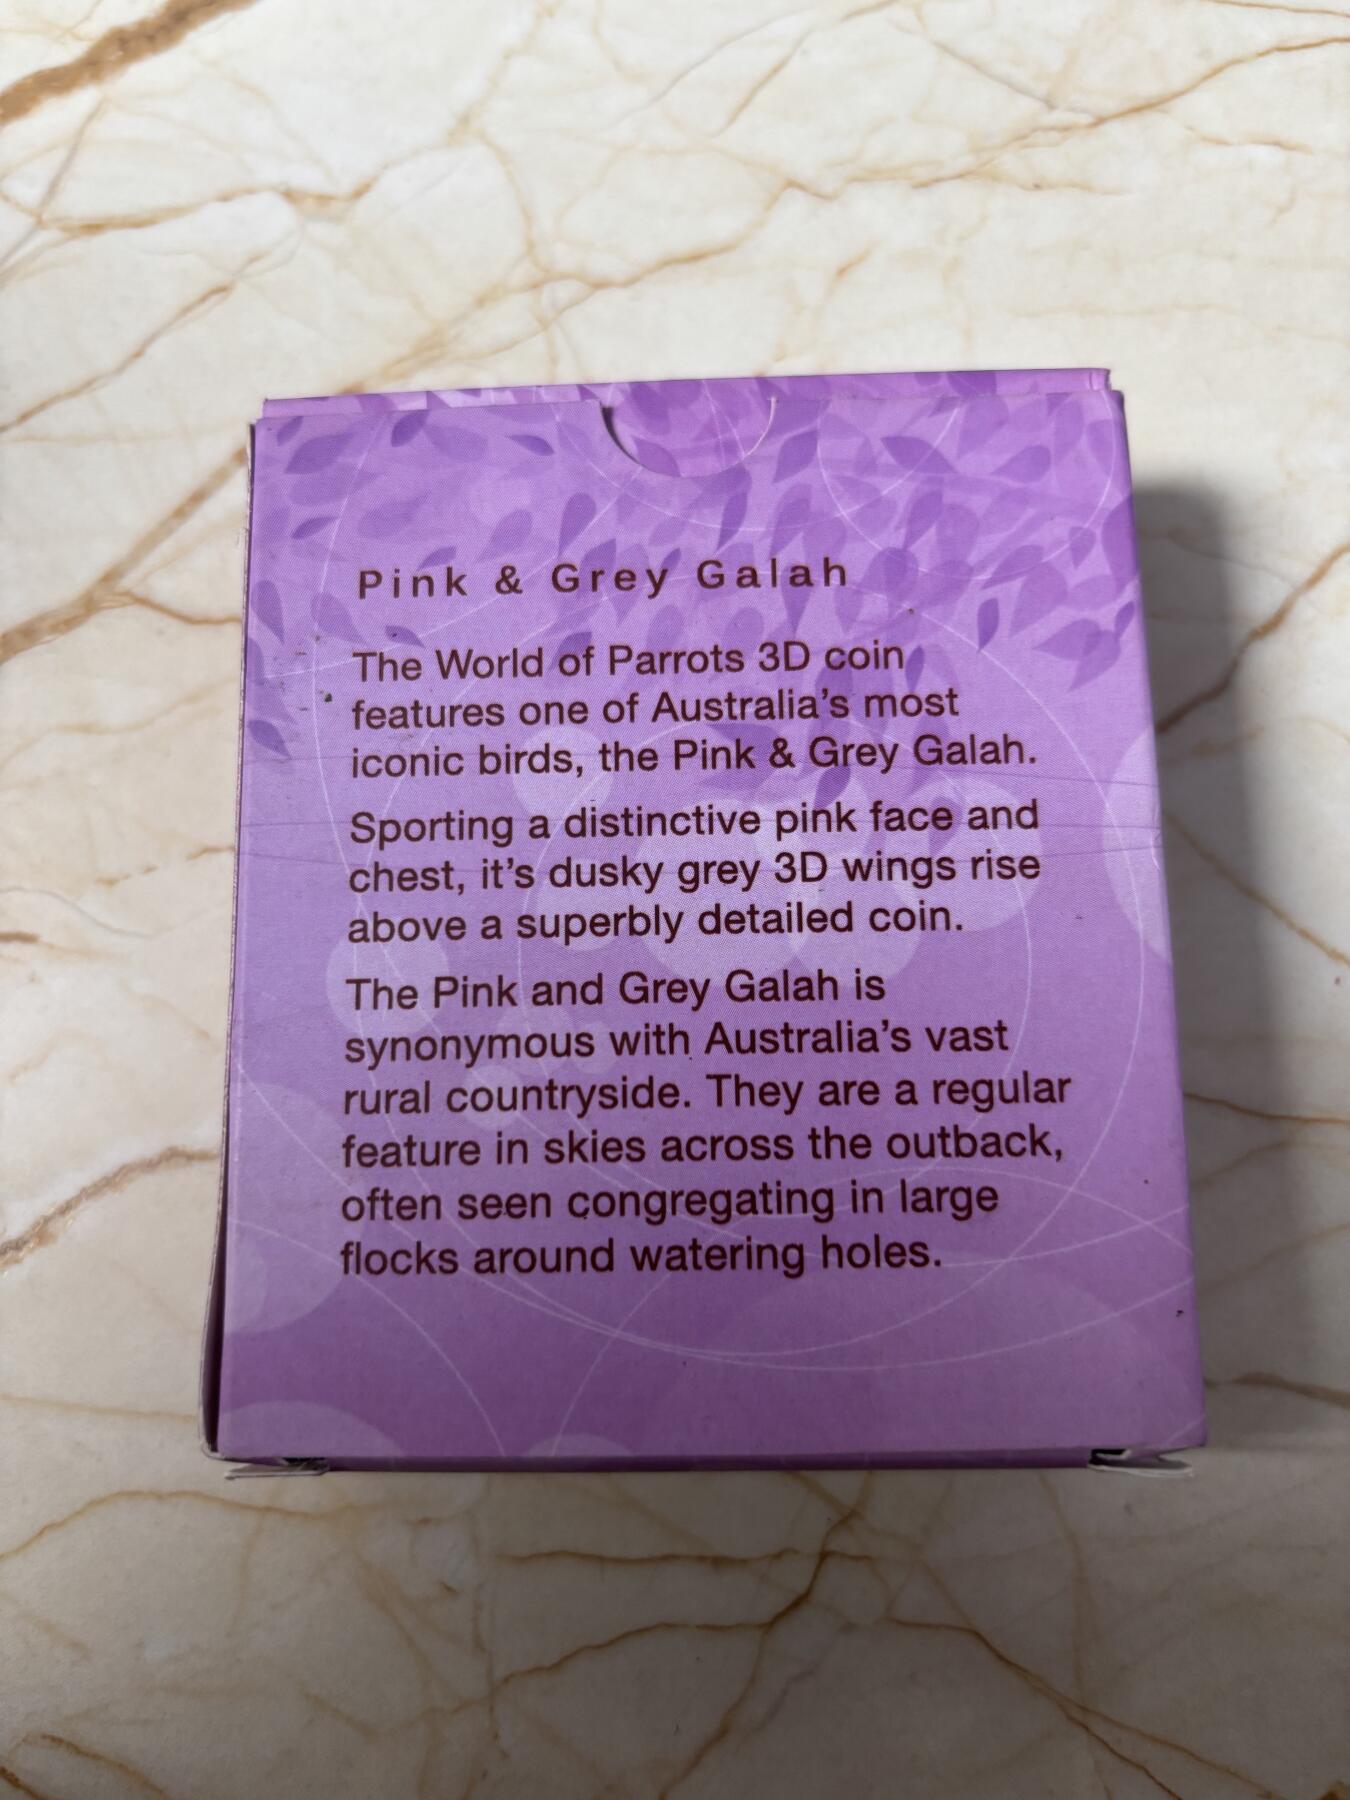 Pink & Grey Galah
The World of Parrots 3D coin
features one of Australia's most
iconic birds, the Pink & Grey Galah.
Sporting a distinctive pink face and
chest, it's dusky grey 3D wings rise
above a superbly detailed coin.
The Pink and Grey Galah is
synonymous with Australia's vast
rural countryside. They are a regular
feature in skies across the outback,
often seen congregating in large
flocks around watering holes.